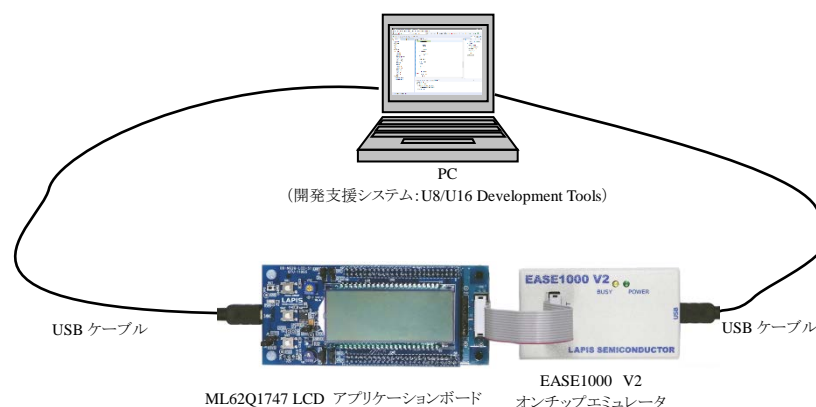 PC
（開発支援システム：U8/U16 Development Tools）
LAPIS
EASE1000 V2
BUSY POWER
USB
LAPIS SEMICONDUCTOR
USB ケーブル
USB ケーブル
ML62Q1747 LCD アプリケーションボード
EASE1000 V2
オンチップエミュレータ